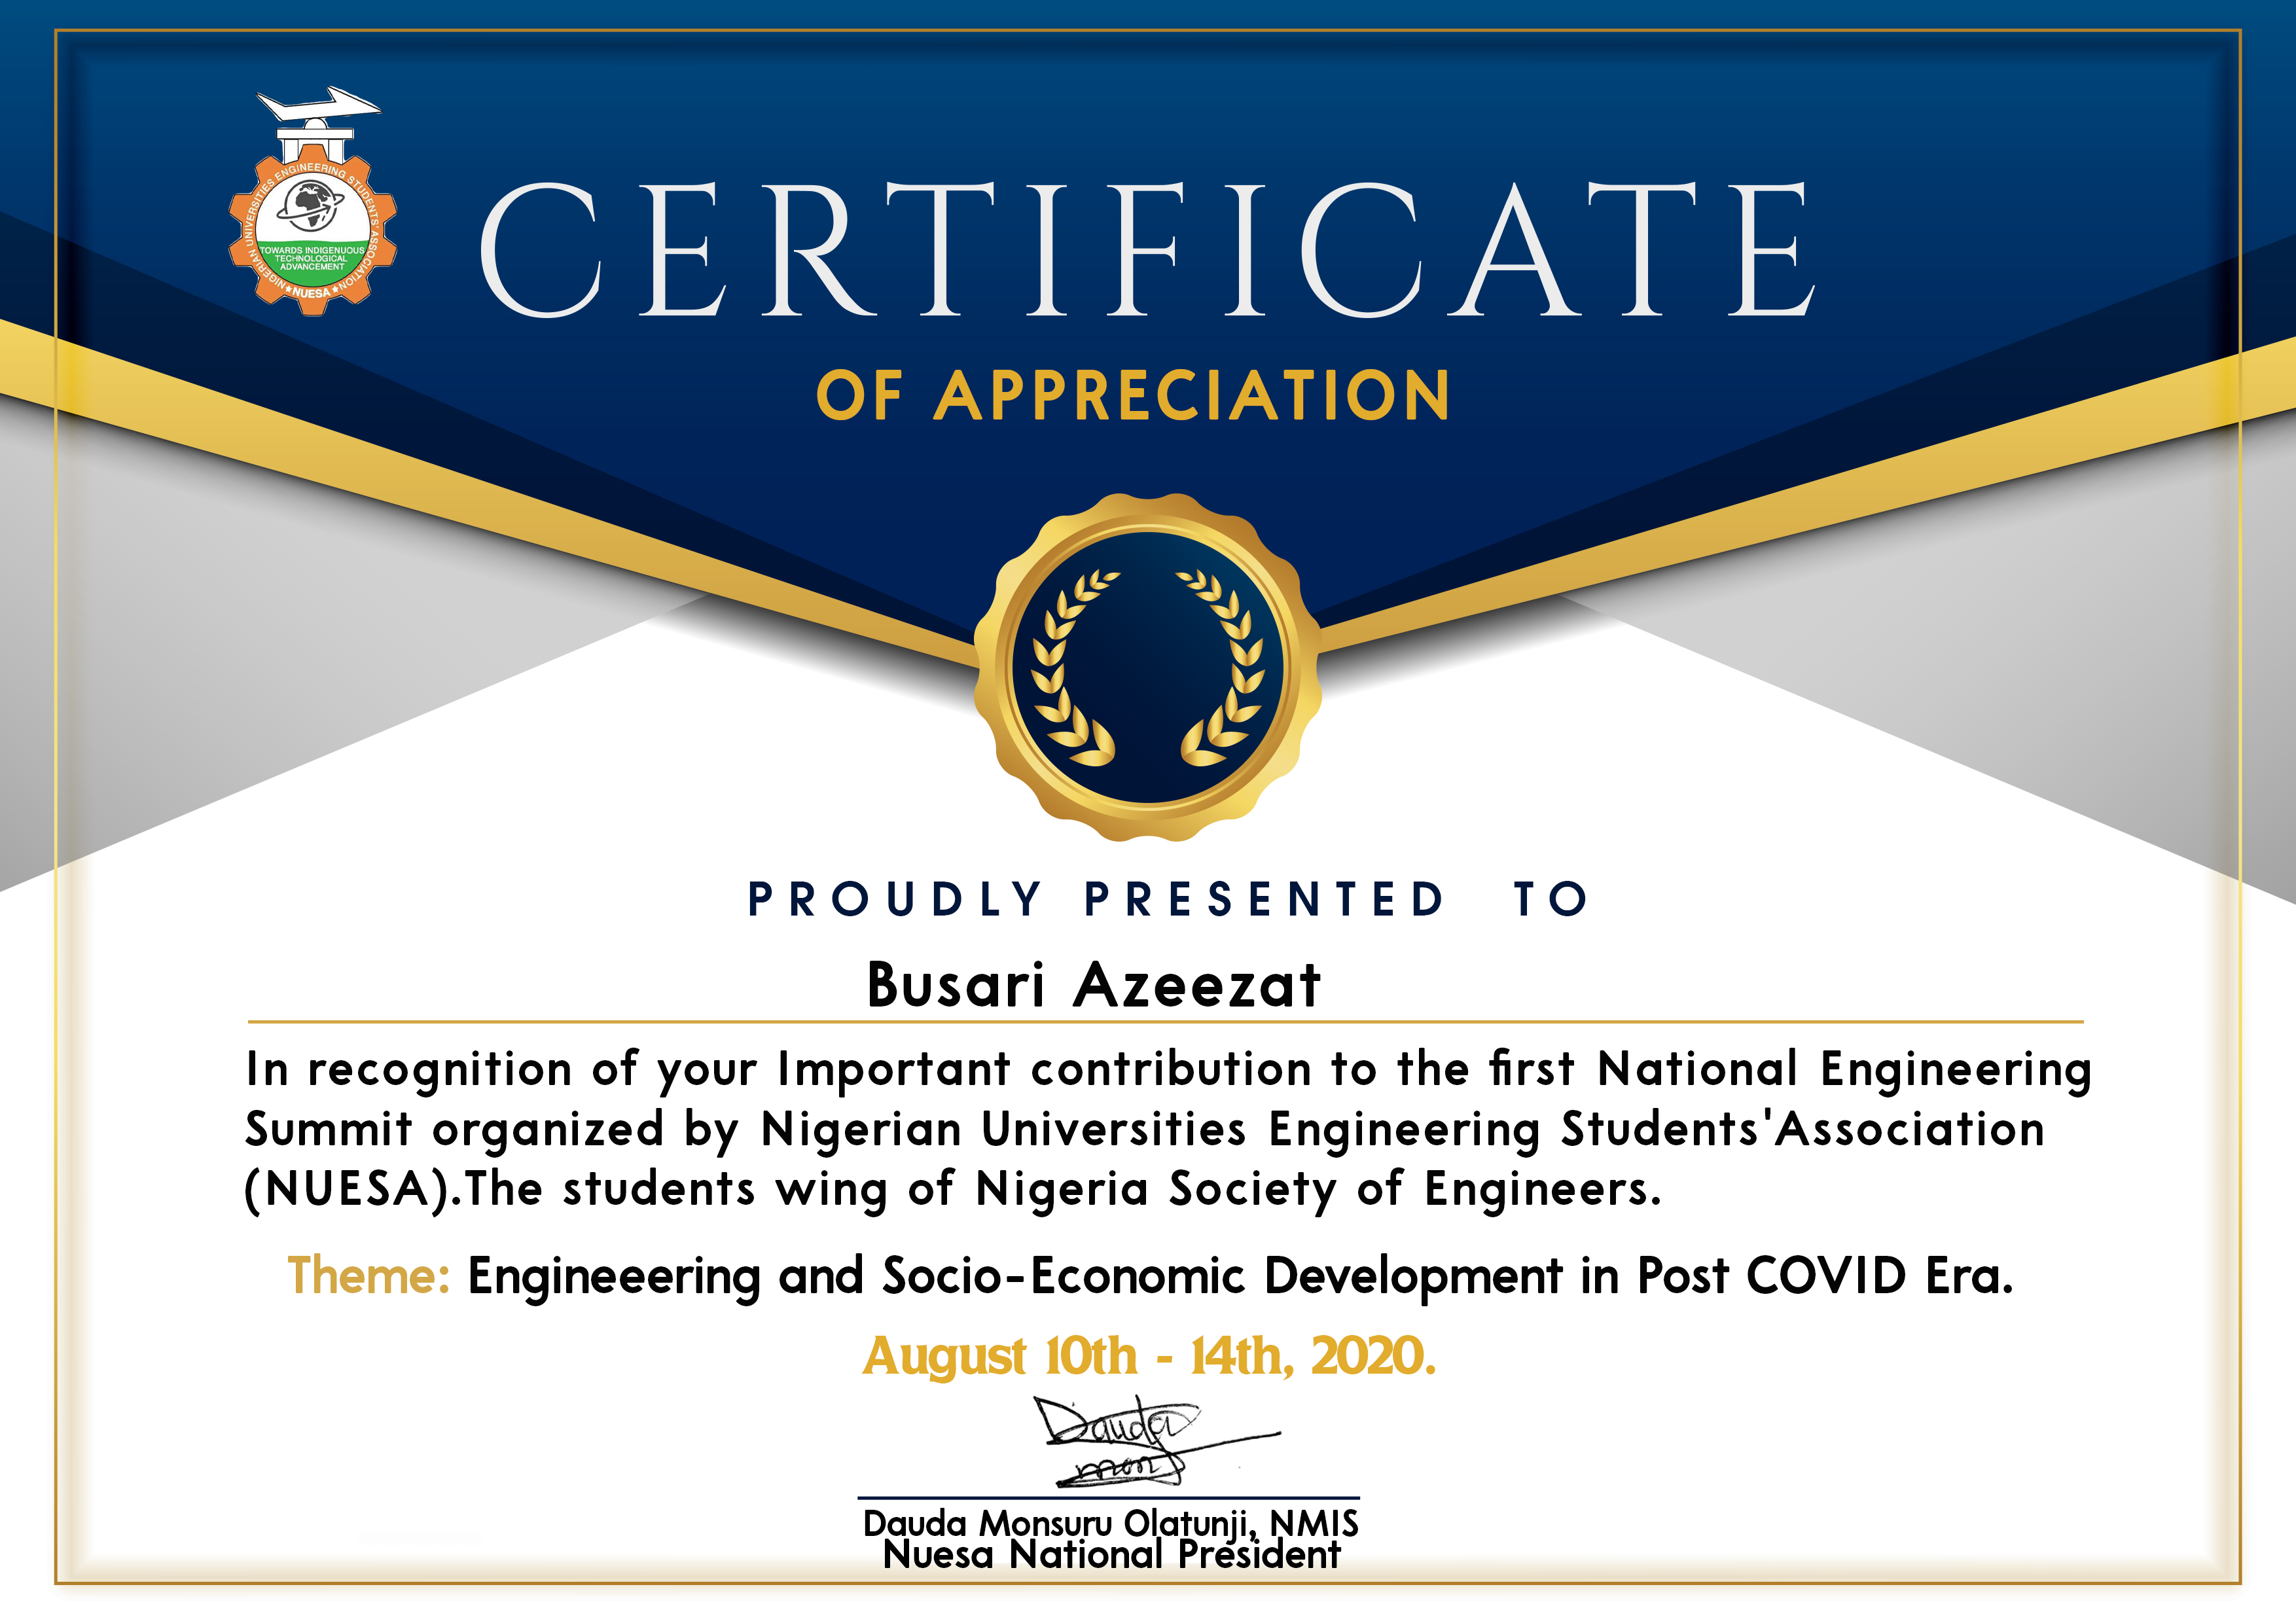 NIGERIAN UNIVERSITIES ENGINEERING STUDENTS' ASSOCIATION
TOWARDS INDIGENUOUS
TECHNOLOGICAL
ADVANCEMENT
★NUESA★
CERTIFICATE
OF APPRECIATION
PROUDLY PRESENTED TO
Busari Azeezat
In recognition of your Important contribution to the first National Engineering
Summit organized by Nigerian Universities Engineering Students'Association
(NUESA).The students wing of Nigeria Society of Engineers.
Theme: Engineeering and Socio-Economic Development in Post COVID Era.
August 10th - 14th, 2020.
Dauda
mons
Dauda Monsuru Olatunji, NMIS
Nuesa National President